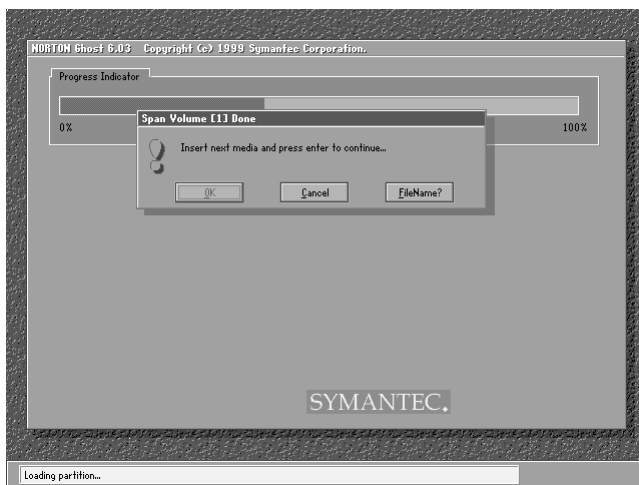 NORTON Ghost 6.03 Copyright (c) 1999 Symantec Corporation.
Progress Indicator
0%
100%
Span Volume [1] Done
Insert next media and press enter to continue...
OK
Cancel
FileName?
SYMANTEC.
Loading partition...